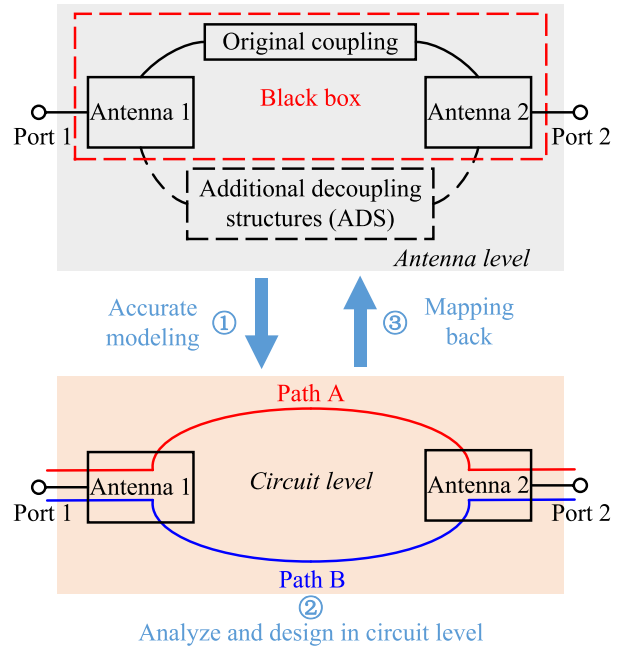 Original coupling
Black box
Antenna 1
Antenna 2
Port 1
Port 2
Additional decoupling
structures (ADS)
Antenna level
Accurate
modeling
①
③
Mapping
back
Path A
Antenna 1
Circuit level
Antenna 2
Port 1
Port 2
Path B
②
Analyze and design in circuit level